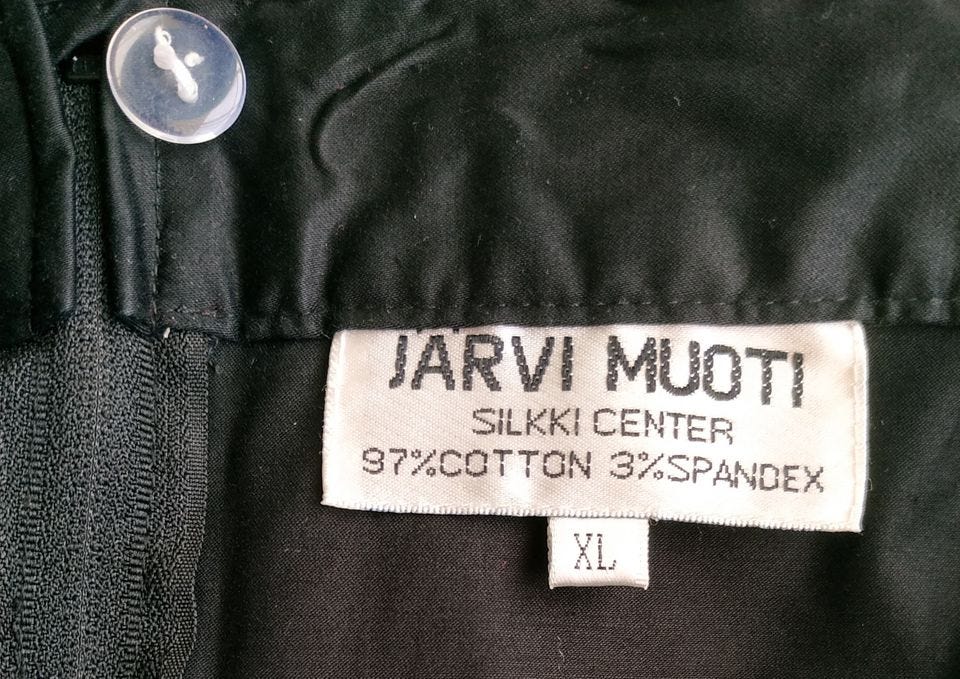 JÄRVI MUOTI
SILKKI CENTER
97%COTTON 3%SPANDEX
XL